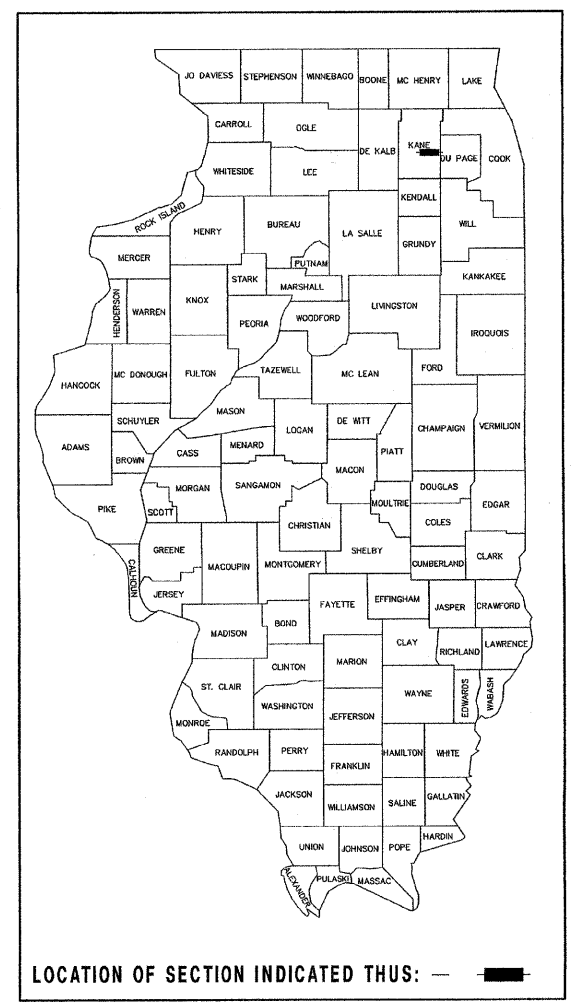 JO DAVIESS STEPHENSON WINNEBAGO BOONE MC HENRY LAKE
CARROLL OGLE DE KALB KANE DU PAGE COOK
WHITESIDE LEE KENDALL
ROCK ISLAND HENRY BUREAU LA SALLE GRUNDY WILL
MERCER PUTNAM KANKAKEE
HENDERSON WARREN KNOX STARK MARSHALL
PEORIA WOODFORD LIVINGSTON IROQUOIS
HANCOCK MC DONOUGH FULTON TAZEWELL MC LEAN FORD
SCHUYLER MASON LOGAN DE WITT CHAMPAIGN VERMILION
ADAMS BROWN CASS MENARD MACON PIATT
PIKE SCOTT MORGAN SANGAMON MOULTRIE DOUGLAS EDGAR
CHRISTIAN COLES
GREENE MACOUPIN MONTGOMERY SHELBY CUMBERLAND CLARK
CALHOUN JERSEY FAYETTE EFFINGHAM JASPER CRAWFORD
MADISON BOND CLAY RICHLAND LAWRENCE
ST. CLAIR CLINTON MARION WAYNE EDWARDS WABASH
MONROE WASHINGTON JEFFERSON
RANDOLPH PERRY FRANKLIN HAMILTON WHITE
JACKSON WILLIAMSON SALINE GALLATIN
UNION JOHNSON POPE HARDIN
ALEXANDER PULASKI MASSAC
LOCATION OF SECTION INDICATED THUS: